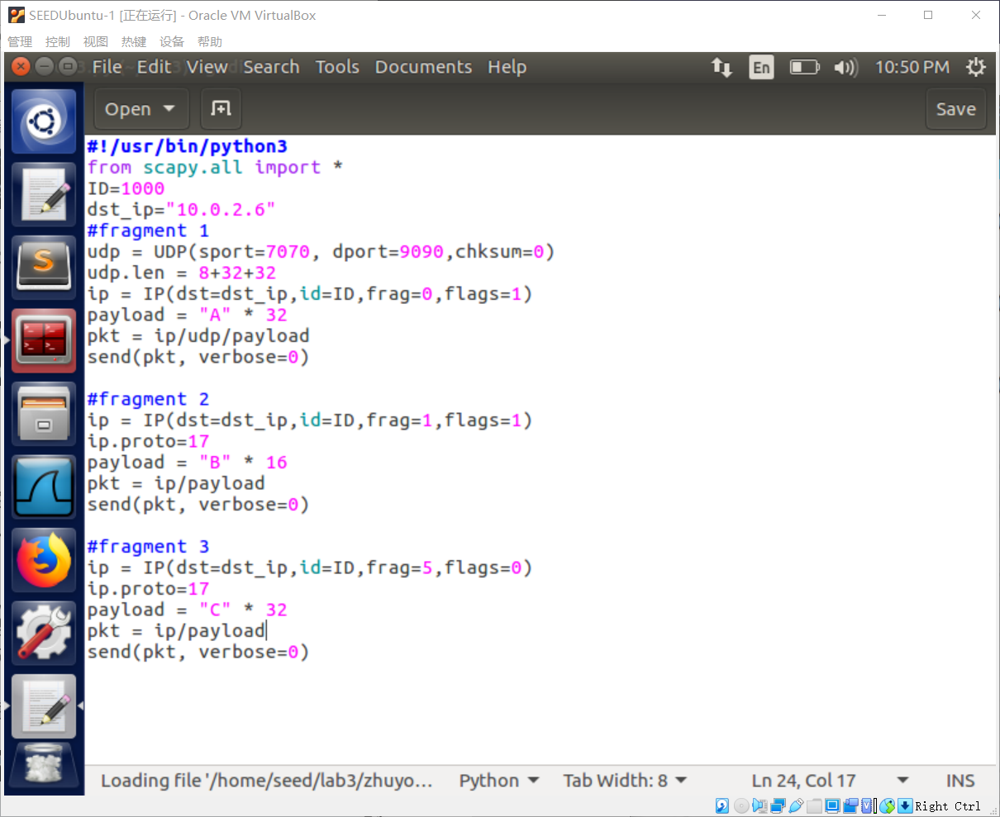 SEEDUbuntu-1 [正在运行] - Oracle VM VirtualBox
管理 控制 视图 热键 设备 帮助
File Edit View Search Tools Documents Help En 10:50 PM
Open Save
#!/usr/bin/python3
from scapy.all import *
ID=1000
dst_ip="10.0.2.6"
#fragment 1
udp = UDP(sport=7070, dport=9090,chksum=0)
udp.len = 8+32+32
ip = IP(dst=dst_ip,id=ID,frag=0,flags=1)
payload = "A" * 32
pkt = ip/udp/payload
send(pkt, verbose=0)
#fragment 2
ip = IP(dst=dst_ip,id=ID,frag=1,flags=1)
ip.proto=17
payload = "B" * 16
pkt = ip/payload
send(pkt, verbose=0)
#fragment 3
ip = IP(dst=dst_ip,id=ID,frag=5,flags=0)
ip.proto=17
payload = "C" * 32
pkt = ip/payload
send(pkt, verbose=0)
Loading file '/home/seed/lab3/zhuyo... Python Tab Width: 8 Ln 24, Col 17 INS
Right Ctrl